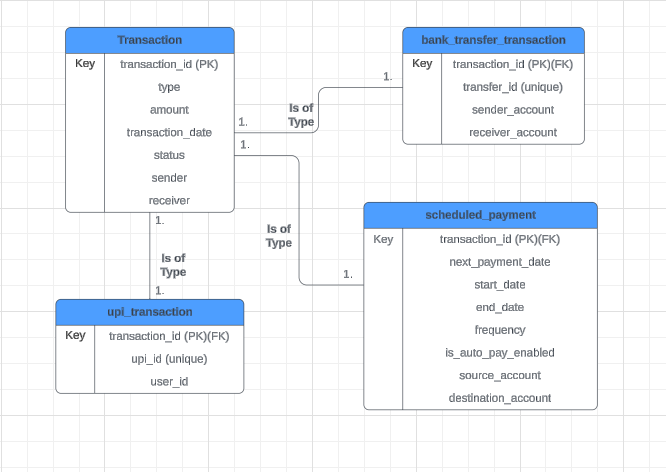 Transaction
Key
transaction_id (PK)
type
amount
transaction_date
status
sender
receiver
bank_transfer_transaction
Key
transaction_id (PK)(FK)
transfer_id (unique)
sender_account
receiver_account
1.
Is of
Type
1.
1.
Is of
Type
1.
1.
Is of
Type
1.
scheduled_payment
Key
transaction_id (PK)(FK)
next_payment_date
start_date
end_date
frequency
is_auto_pay_enabled
source_account
destination_account
upi_transaction
Key
transaction_id (PK)(FK)
upi_id (unique)
user_id